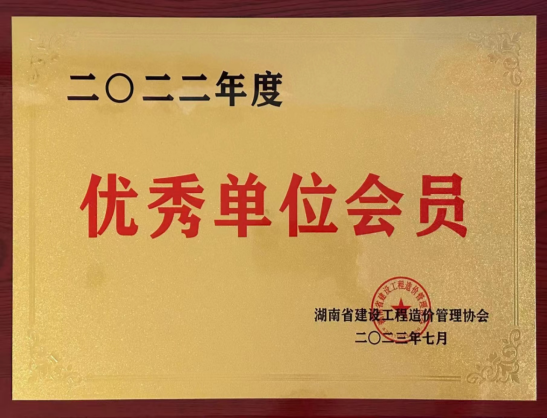 二〇二二年度
优秀单位会员
湖南省建设工程造价管理协会
二〇二三年七月